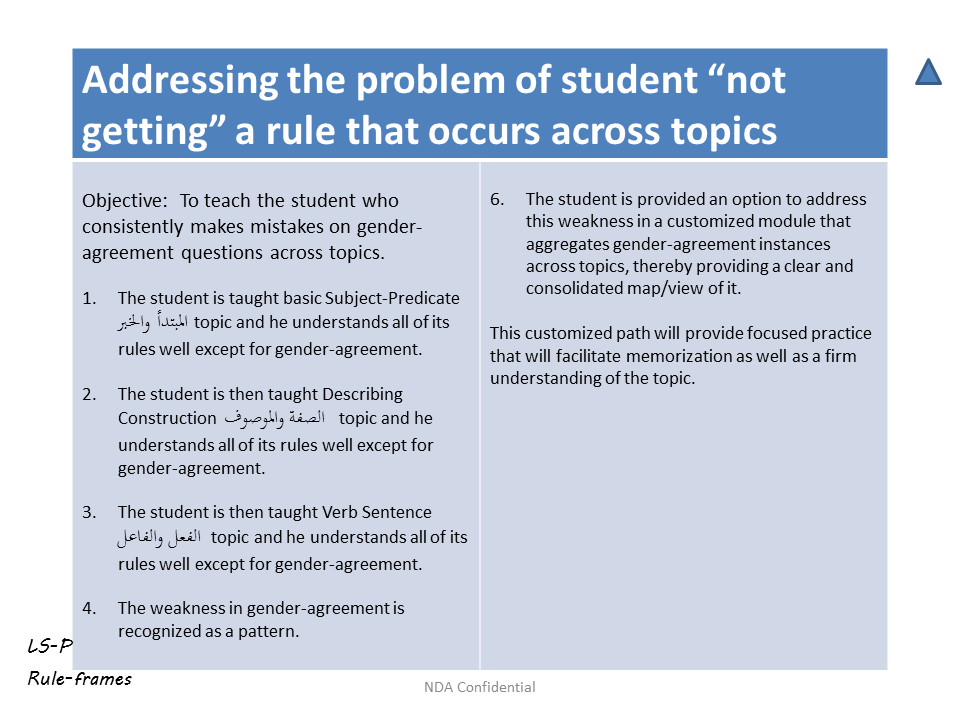 Addressing the problem of student “not
getting” a rule that occurs across topics
Objective: To teach the student who
consistently makes mistakes on gender-
agreement questions across topics.
1. The student is taught basic Subject-Predicate
المبتدأ والخبر topic and he understands all of its
rules well except for gender-agreement.
2. The student is then taught Describing
Construction الصفة والموصوف topic and he
understands all of its rules well except for
gender-agreement.
3. The student is then taught Verb Sentence
الفعل والفاعل topic and he understands all of its
rules well except for gender-agreement.
4. The weakness in gender-agreement is
recognized as a pattern.
6. The student is provided an option to address
this weakness in a customized module that
aggregates gender-agreement instances
across topics, thereby providing a clear and
consolidated map/view of it.
This customized path will provide focused practice
that will facilitate memorization as well as a firm
understanding of the topic.
LS-P
Rule-frames
NDA Confidential